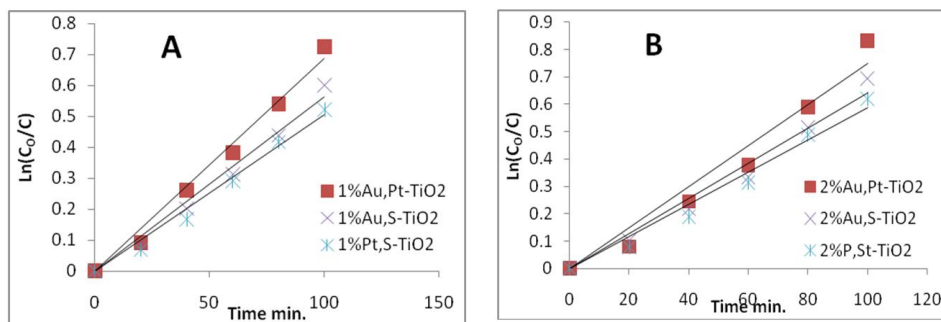 A
Ln(C₀/C)
0.8
0.7
0.6
0.5
0.4
0.3
0.2
0.1
0
1%Au,Pt-TiO2
1%Au,S-TiO2
1%Pt,S-TiO2
0
50
100
150
Time min.
B
Ln(C₀/C)
0.9
0.8
0.7
0.6
0.5
0.4
0.3
0.2
0.1
0
2%Au,Pt-TiO2
2%Au,S-TiO2
2%P,St-TiO2
0
20
40
60
80
100
120
Time min.